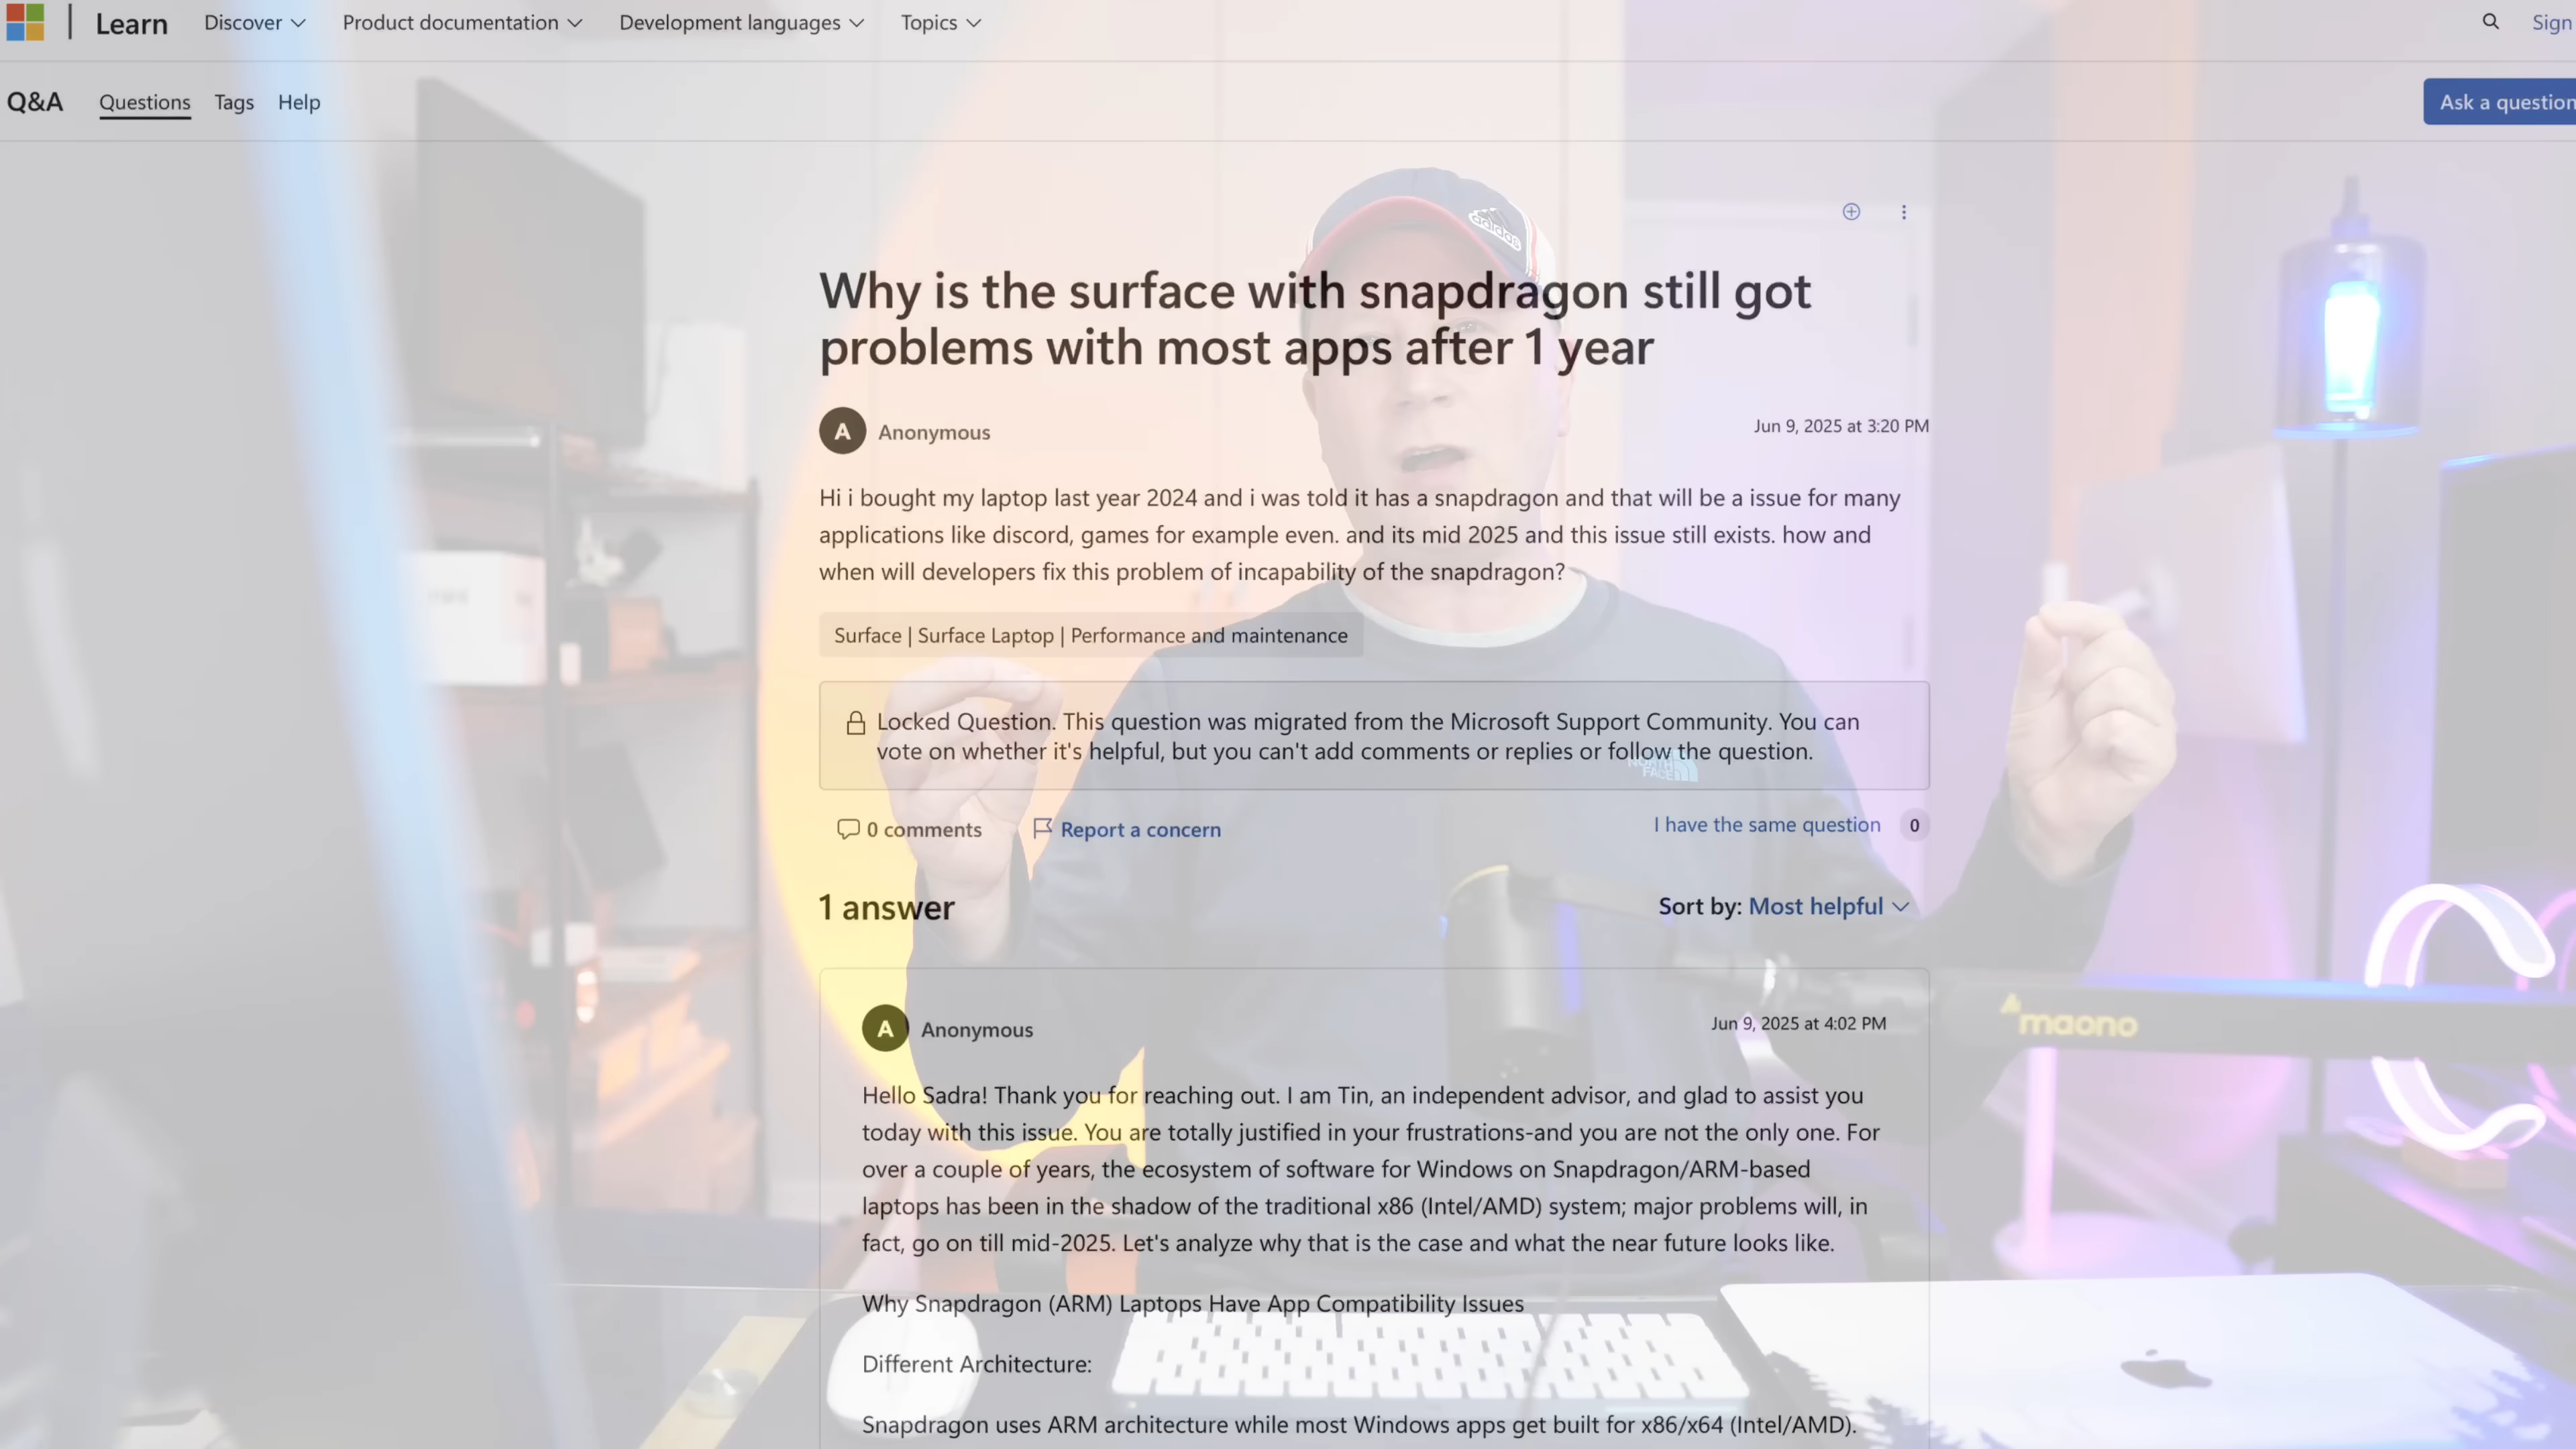 Learn Discover Product documentation Development languages Topics Sign
Q&A Questions Tags Help Ask a question
adidas
Why is the surface with snapdragon still got
problems with most apps after 1 year
A Anonymous Jun 9, 2025 at 3:20 PM
Hi i bought my laptop last year 2024 and i was told it has a snapdragon and that will be a issue for many
applications like discord, games for example even. and its mid 2025 and this issue still exists. how and
when will developers fix this problem of incapability of the snapdragon?
Surface | Surface Laptop | Performance and maintenance
Locked Question. This question was migrated from the Microsoft Support Community. You can
vote on whether it's helpful, but you can't add comments or replies or follow the question.
NORTH
FACE
0 comments Report a concern I have the same question 0
1 answer Sort by: Most helpful
A Anonymous Jun 9, 2025 at 4:02 PM
maono
Hello Sadra! Thank you for reaching out. I am Tin, an independent advisor, and glad to assist you
today with this issue. You are totally justified in your frustrations-and you are not the only one. For
over a couple of years, the ecosystem of software for Windows on Snapdragon/ARM-based
laptops has been in the shadow of the traditional x86 (Intel/AMD) system; major problems will, in
fact, go on till mid-2025. Let's analyze why that is the case and what the near future looks like.
Why Snapdragon (ARM) Laptops Have App Compatibility Issues
Different Architecture:
Snapdragon uses ARM architecture while most Windows apps get built for x86/x64 (Intel/AMD).